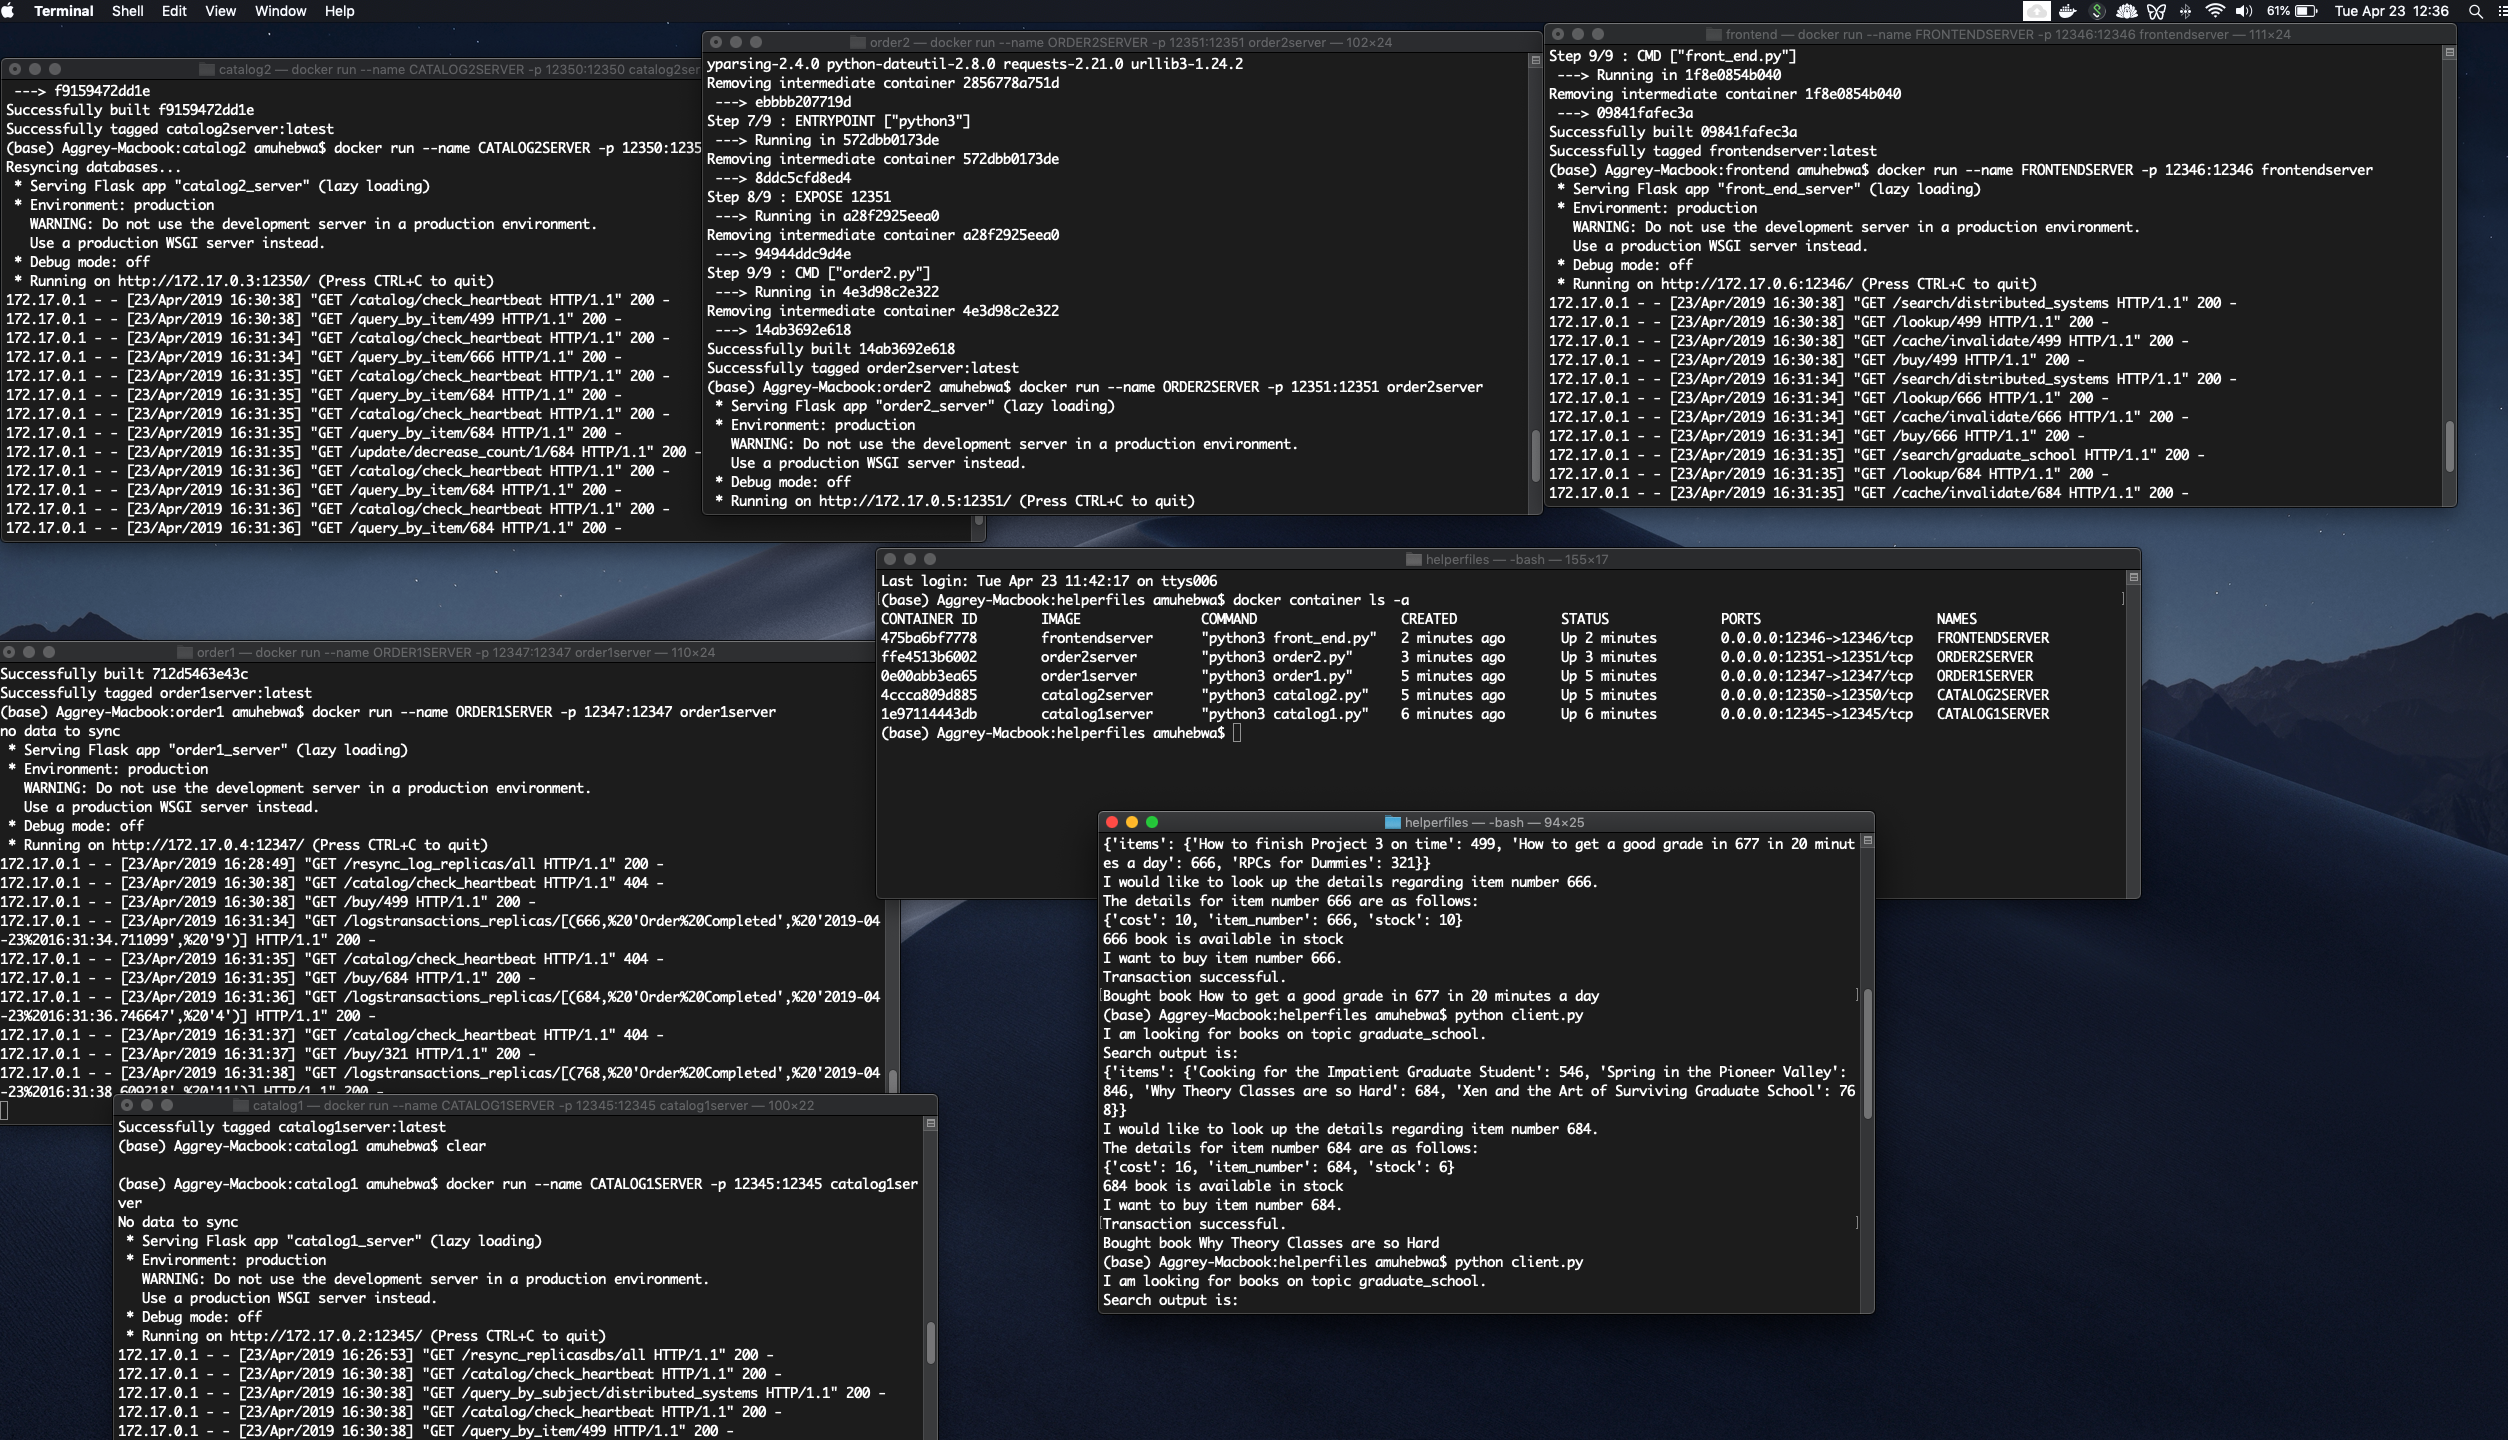 Terminal Shell Edit View Window Help
61% Tue Apr 23 12:36
catalog2 — docker run --name CATALOG2SERVER -p 12350:12350 catalog2ser
---> f9159472dd1e
Successfully built f9159472dd1e
Successfully tagged catalog2server:latest
(base) Aggrey-Macbook:catalog2 amuhebwa$ docker run --name CATALOG2SERVER -p 12350:1235
Resyncing databases...
* Serving Flask app "catalog2_server" (lazy loading)
* Environment: production
WARNING: Do not use the development server in a production environment.
Use a production WSGI server instead.
* Debug mode: off
* Running on http://172.17.0.3:12350/ (Press CTRL+C to quit)
172.17.0.1 - - [23/Apr/2019 16:30:38] "GET /catalog/check_heartbeat HTTP/1.1" 200 -
172.17.0.1 - - [23/Apr/2019 16:30:38] "GET /query_by_item/499 HTTP/1.1" 200 -
172.17.0.1 - - [23/Apr/2019 16:31:34] "GET /catalog/check_heartbeat HTTP/1.1" 200 -
172.17.0.1 - - [23/Apr/2019 16:31:34] "GET /query_by_item/666 HTTP/1.1" 200 -
172.17.0.1 - - [23/Apr/2019 16:31:35] "GET /catalog/check_heartbeat HTTP/1.1" 200 -
172.17.0.1 - - [23/Apr/2019 16:31:35] "GET /query_by_item/684 HTTP/1.1" 200 -
172.17.0.1 - - [23/Apr/2019 16:31:35] "GET /catalog/check_heartbeat HTTP/1.1" 200 -
172.17.0.1 - - [23/Apr/2019 16:31:35] "GET /query_by_item/684 HTTP/1.1" 200 -
172.17.0.1 - - [23/Apr/2019 16:31:35] "GET /update/decrease_count/1/684 HTTP/1.1" 200 -
172.17.0.1 - - [23/Apr/2019 16:31:36] "GET /catalog/check_heartbeat HTTP/1.1" 200 -
172.17.0.1 - - [23/Apr/2019 16:31:36] "GET /query_by_item/684 HTTP/1.1" 200 -
172.17.0.1 - - [23/Apr/2019 16:31:36] "GET /catalog/check_heartbeat HTTP/1.1" 200 -
172.17.0.1 - - [23/Apr/2019 16:31:36] "GET /query_by_item/684 HTTP/1.1" 200 -
order2 — docker run --name ORDER2SERVER -p 12351:12351 order2server — 102×24
yparsing-2.4.0 python-dateutil-2.8.0 requests-2.21.0 urllib3-1.24.2
Removing intermediate container 2856778a751d
---> ebbbb207719d
Step 7/9 : ENTRYPOINT ["python3"]
---> Running in 572dbb0173de
Removing intermediate container 572dbb0173de
---> 8ddc5cfd8ed4
Step 8/9 : EXPOSE 12351
---> Running in a28f2925eea0
Removing intermediate container a28f2925eea0
---> 94944ddc9d4e
Step 9/9 : CMD ["order2.py"]
---> Running in 4e3d98c2e322
Removing intermediate container 4e3d98c2e322
---> 14ab3692e618
Successfully built 14ab3692e618
Successfully tagged order2server:latest
(base) Aggrey-Macbook:order2 amuhebwa$ docker run --name ORDER2SERVER -p 12351:12351 order2server
* Serving Flask app "order2_server" (lazy loading)
* Environment: production
WARNING: Do not use the development server in a production environment.
Use a production WSGI server instead.
* Debug mode: off
* Running on http://172.17.0.5:12351/ (Press CTRL+C to quit)
frontend — docker run --name FRONTENDSERVER -p 12346:12346 frontendserver — 111×24
Step 9/9 : CMD ["front_end.py"]
---> Running in 1f8e0854b040
Removing intermediate container 1f8e0854b040
---> 09841fafec3a
Successfully built 09841fafec3a
Successfully tagged frontendserver:latest
(base) Aggrey-Macbook:frontend amuhebwa$ docker run --name FRONTENDSERVER -p 12346:12346 frontendserver
* Serving Flask app "front_end_server" (lazy loading)
* Environment: production
WARNING: Do not use the development server in a production environment.
Use a production WSGI server instead.
* Debug mode: off
* Running on http://172.17.0.6:12346/ (Press CTRL+C to quit)
172.17.0.1 - - [23/Apr/2019 16:30:38] "GET /search/distributed_systems HTTP/1.1" 200 -
172.17.0.1 - - [23/Apr/2019 16:30:38] "GET /lookup/499 HTTP/1.1" 200 -
172.17.0.1 - - [23/Apr/2019 16:30:38] "GET /cache/invalidate/499 HTTP/1.1" 200 -
172.17.0.1 - - [23/Apr/2019 16:30:38] "GET /buy/499 HTTP/1.1" 200 -
172.17.0.1 - - [23/Apr/2019 16:31:34] "GET /search/distributed_systems HTTP/1.1" 200 -
172.17.0.1 - - [23/Apr/2019 16:31:34] "GET /lookup/666 HTTP/1.1" 200 -
172.17.0.1 - - [23/Apr/2019 16:31:34] "GET /cache/invalidate/666 HTTP/1.1" 200 -
172.17.0.1 - - [23/Apr/2019 16:31:34] "GET /buy/666 HTTP/1.1" 200 -
172.17.0.1 - - [23/Apr/2019 16:31:35] "GET /search/graduate_school HTTP/1.1" 200 -
172.17.0.1 - - [23/Apr/2019 16:31:35] "GET /lookup/684 HTTP/1.1" 200 -
172.17.0.1 - - [23/Apr/2019 16:31:35] "GET /cache/invalidate/684 HTTP/1.1" 200 -
helperfiles — -bash — 155×17
Last login: Tue Apr 23 11:42:17 on ttys006
(base) Aggrey-Macbook:helperfiles amuhebwa$ docker container ls -a
CONTAINER ID IMAGE COMMAND CREATED STATUS PORTS NAMES
475ba6bf7778 frontendserver "python3 front_end.py" 2 minutes ago Up 2 minutes 0.0.0.0:12346->12346/tcp FRONTENDSERVER
ffe4513b6002 order2server "python3 order2.py" 3 minutes ago Up 3 minutes 0.0.0.0:12351->12351/tcp ORDER2SERVER
0e00abb3ea65 order1server "python3 order1.py" 5 minutes ago Up 5 minutes 0.0.0.0:12347->12347/tcp ORDER1SERVER
4ccca809d885 catalog2server "python3 catalog2.py" 5 minutes ago Up 5 minutes 0.0.0.0:12350->12350/tcp CATALOG2SERVER
1e97114443db catalog1server "python3 catalog1.py" 6 minutes ago Up 6 minutes 0.0.0.0:12345->12345/tcp CATALOG1SERVER
(base) Aggrey-Macbook:helperfiles amuhebwa$
order1 — docker run --name ORDER1SERVER -p 12347:12347 order1server — 110×24
Successfully built 712d5463e43c
Successfully tagged order1server:latest
(base) Aggrey-Macbook:order1 amuhebwa$ docker run --name ORDER1SERVER -p 12347:12347 order1server
no data to sync
* Serving Flask app "order1_server" (lazy loading)
* Environment: production
WARNING: Do not use the development server in a production environment.
Use a production WSGI server instead.
* Debug mode: off
* Running on http://172.17.0.4:12347/ (Press CTRL+C to quit)
172.17.0.1 - - [23/Apr/2019 16:28:49] "GET /resync_log_replicas/all HTTP/1.1" 200 -
172.17.0.1 - - [23/Apr/2019 16:30:38] "GET /catalog/check_heartbeat HTTP/1.1" 404 -
172.17.0.1 - - [23/Apr/2019 16:30:38] "GET /buy/499 HTTP/1.1" 200 -
172.17.0.1 - - [23/Apr/2019 16:31:34] "GET /logstransactions_replicas/[(666,%20'Order%20Completed',%20'2019-04
-23%2016:31:34.711099',%20'9')] HTTP/1.1" 200 -
172.17.0.1 - - [23/Apr/2019 16:31:35] "GET /catalog/check_heartbeat HTTP/1.1" 404 -
172.17.0.1 - - [23/Apr/2019 16:31:35] "GET /buy/684 HTTP/1.1" 200 -
172.17.0.1 - - [23/Apr/2019 16:31:36] "GET /logstransactions_replicas/[(684,%20'Order%20Completed',%20'2019-04
-23%2016:31:36.746647',%20'4')] HTTP/1.1" 200 -
172.17.0.1 - - [23/Apr/2019 16:31:37] "GET /catalog/check_heartbeat HTTP/1.1" 404 -
172.17.0.1 - - [23/Apr/2019 16:31:37] "GET /buy/321 HTTP/1.1" 200 -
172.17.0.1 - - [23/Apr/2019 16:31:38] "GET /logstransactions_replicas/[(768,%20'Order%20Completed',%20'2019-04
-23%2016:31:38.609218',%20'11')] HTTP/1.1" 200 -
helperfiles — -bash — 94×25
{'items': {'How to finish Project 3 on time': 499, 'How to get a good grade in 677 in 20 minut
es a day': 666, 'RPCs for Dummies': 321}}
I would like to look up the details regarding item number 666.
The details for item number 666 are as follows:
{'cost': 10, 'item_number': 666, 'stock': 10}
666 book is available in stock
I want to buy item number 666.
Transaction successful.
Bought book How to get a good grade in 677 in 20 minutes a day
(base) Aggrey-Macbook:helperfiles amuhebwa$ python client.py
I am looking for books on topic graduate_school.
Search output is:
{'items': {'Cooking for the Impatient Graduate Student': 546, 'Spring in the Pioneer Valley':
846, 'Why Theory Classes are so Hard': 684, 'Xen and the Art of Surviving Graduate School': 76
8}}
I would like to look up the details regarding item number 684.
The details for item number 684 are as follows:
{'cost': 16, 'item_number': 684, 'stock': 6}
684 book is available in stock
I want to buy item number 684.
Transaction successful.
Bought book Why Theory Classes are so Hard
(base) Aggrey-Macbook:helperfiles amuhebwa$ python client.py
I am looking for books on topic graduate_school.
Search output is:
catalog1 — docker run --name CATALOG1SERVER -p 12345:12345 catalog1server — 100×22
Successfully tagged catalog1server:latest
(base) Aggrey-Macbook:catalog1 amuhebwa$ clear
(base) Aggrey-Macbook:catalog1 amuhebwa$ docker run --name CATALOG1SERVER -p 12345:12345 catalog1ser
ver
No data to sync
* Serving Flask app "catalog1_server" (lazy loading)
* Environment: production
WARNING: Do not use the development server in a production environment.
Use a production WSGI server instead.
* Debug mode: off
* Running on http://172.17.0.2:12345/ (Press CTRL+C to quit)
172.17.0.1 - - [23/Apr/2019 16:26:53] "GET /resync_replicasdbs/all HTTP/1.1" 200 -
172.17.0.1 - - [23/Apr/2019 16:30:38] "GET /catalog/check_heartbeat HTTP/1.1" 200 -
172.17.0.1 - - [23/Apr/2019 16:30:38] "GET /query_by_subject/distributed_systems HTTP/1.1" 200 -
172.17.0.1 - - [23/Apr/2019 16:30:38] "GET /catalog/check_heartbeat HTTP/1.1" 200 -
172.17.0.1 - - [23/Apr/2019 16:30:38] "GET /query_by_item/499 HTTP/1.1" 200 -